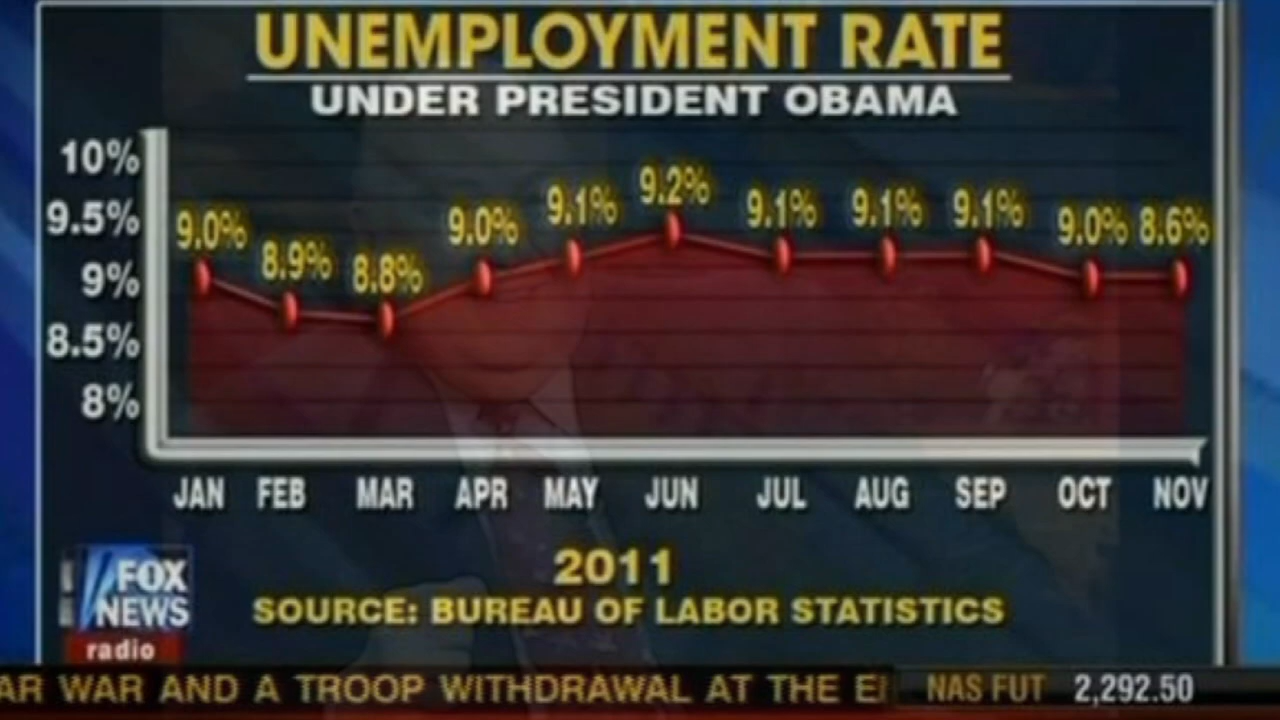 UNEMPLOYMENT RATE
UNDER PRESIDENT OBAMA
10%
9.5%
9%
8.5%
8%
9.0%
8.9%
8.8%
9.0%
9.1%
9.2%
9.1%
9.1%
9.1%
9.0%
8.6%
JAN FEB MAR APR MAY JUN JUL AUG SEP OCT NOV
2011
SOURCE: BUREAU OF LABOR STATISTICS
FOX
NEWS
radio
AR WAR AND A TROOP WITHDRAWAL AT THE NAS FUT 2,292.50